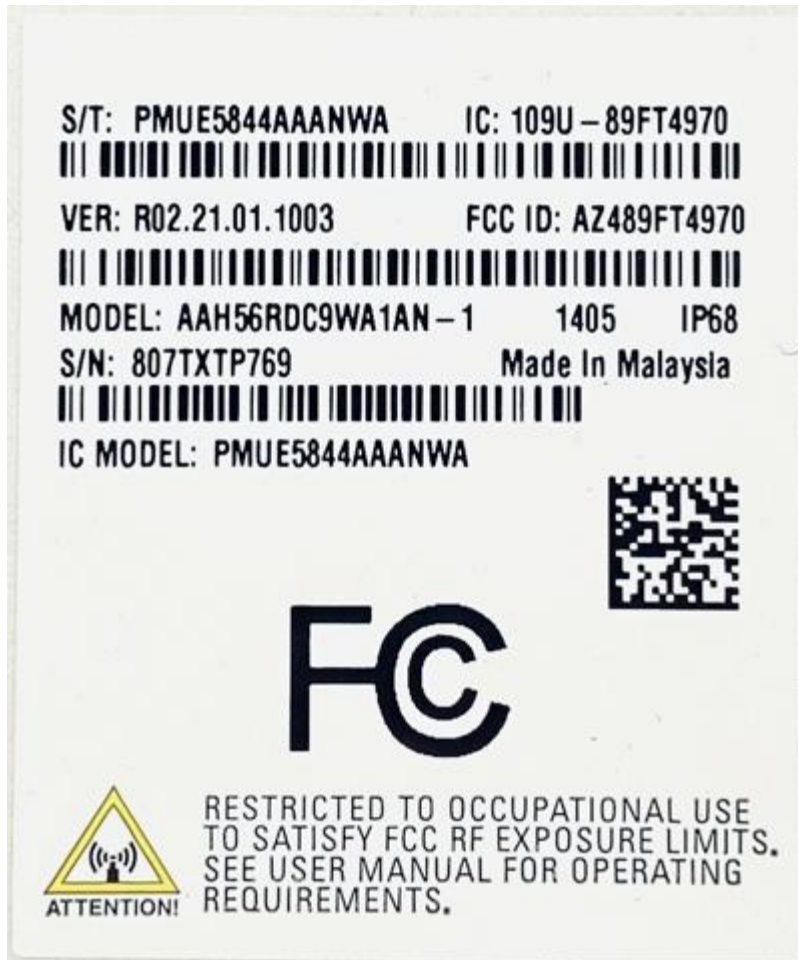 S/T: PMUE5844AAANWA IC: 109U – 89FT4970
VER: R02.21.01.1003 FCC ID: AZ489FT4970
MODEL: AAH56RDC9WA1AN – 1 1405 IP68
S/N: 807TXTP769 Made In Malaysia
IC MODEL: PMUE5844AAANWA
FCC
RESTRICTED TO OCCUPATIONAL USE
TO SATISFY FCC RF EXPOSURE LIMITS.
SEE USER MANUAL FOR OPERATING
REQUIREMENTS.
ATTENTION!